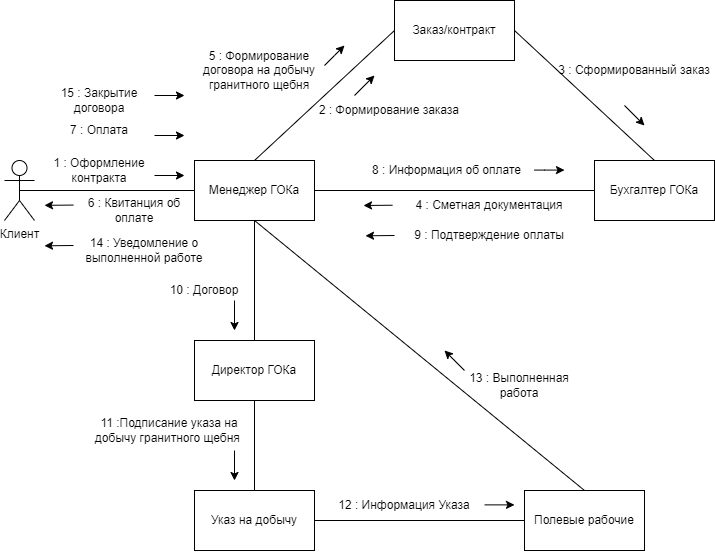 Заказ/контракт
5 : Формирование
договора на добычу
гранитного щебня
3 : Сформированный заказ
15 : Закрытие
договора
2 : Формирование заказа
7 : Оплата
1 : Оформление
контракта
Менеджер ГОКа
8 : Информация об оплате
Бухгалтер ГОКа
6 : Квитанция об
оплате
4 : Сметная документация
Клиент
14 : Уведомление о
выполненной работе
9 : Подтверждение оплаты
10 : Договор
Директор ГОКа
13 : Выполненная
работа
11 :Подписание указа на
добычу гранитного щебня
12 : Информация Указа
Указ на добычу
Полевые рабочие